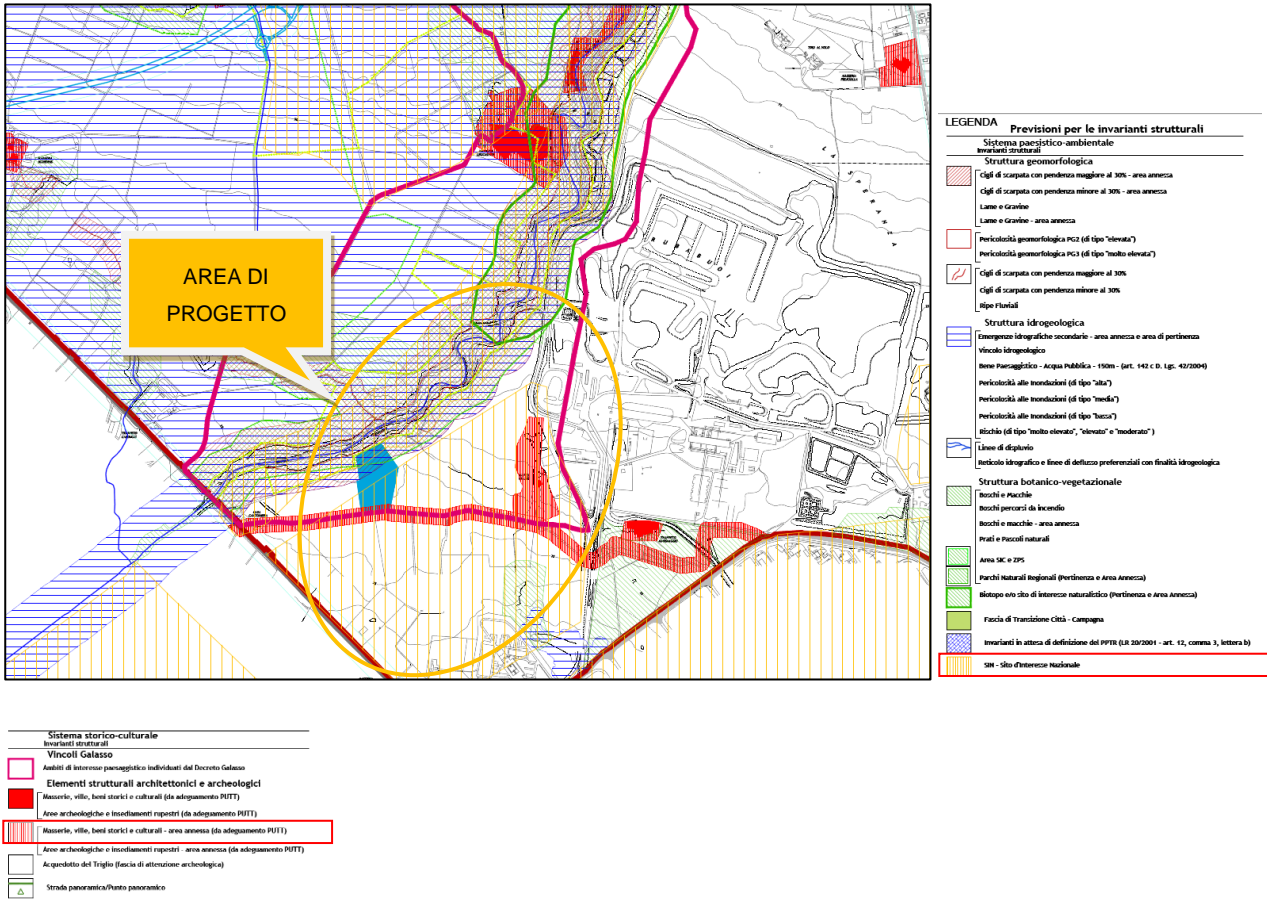 AREA DI
PROGETTO
LA SPERANZA
LEGENDA
Previsioni per le invarianti strutturali
Sistema paesistico-ambientale
Invarianti strutturali
Struttura geomorfologica
Cigli di scarpata con pendenza maggiore al 30% - area annessa
Cigli di scarpata con pendenza minore al 30% - area annessa
Lame e Gravine
Lame e Gravine - area annessa
Pericolosità geomorfologica PG2 (di tipo "elevata")
Pericolosità geomorfologica PG3 (di tipo "molto elevata")
Cigli di scarpata con pendenza maggiore al 30%
Cigli di scarpata con pendenza minore al 30%
Ripe Fluviali
Struttura idrogeologica
Emergenze idrografiche secondarie - area annessa e area di pertinenza
Vincolo idrogeologico
Bene Paesaggistico - Acqua Pubblica - 150m - (art. 142 c D. Lgs. 42/2004)
Pericolosità alle Inondazioni (di tipo "alta")
Pericolosità alle Inondazioni (di tipo "media")
Pericolosità alle Inondazioni (di tipo "bassa")
Rischio (di tipo "molto elevato", "elevato" e "moderato" )
Linee di displuvio
Reticolo idrografico e linee di deflusso preferenziali con finalità idrogeologica
Struttura botanico-vegetazionale
Boschi e Macchie
Boschi percorsi da incendio
Boschi e macchie - area annessa
Prati e Pascoli naturali
Area SIC e ZPS
Parchi Naturali Regionali (Pertinenza e Area Annessa)
Biotopo e/o sito di interesse naturalistico (Pertinenza e Area Annessa)
Fascia di Transizione Città - Campagna
Invarianti in attesa di definizione del PPTR (LR 20/2001 - art. 12, comma 3, lettera b)
SIN - Sito d'Interesse Nazionale
Sistema storico-culturale
Invarianti strutturali
Vincoli Galasso
Ambiti di interesse paesaggistico individuati dal Decreto Galasso
Elementi strutturali architettonici e archeologici
Masserie, ville, beni storici e culturali (da adeguamento PUTT)
Aree archeologiche e insediamenti rupestri (da adeguamento PUTT)
Masserie, ville, beni storici e culturali - area annessa (da adeguamento PUTT)
Aree archeologiche e insediamenti rupestri - area annessa (da adeguamento PUTT)
Acquedotto del Triglio (fascia di attenzione archeologica)
Strada panoramica/Punto panoramico